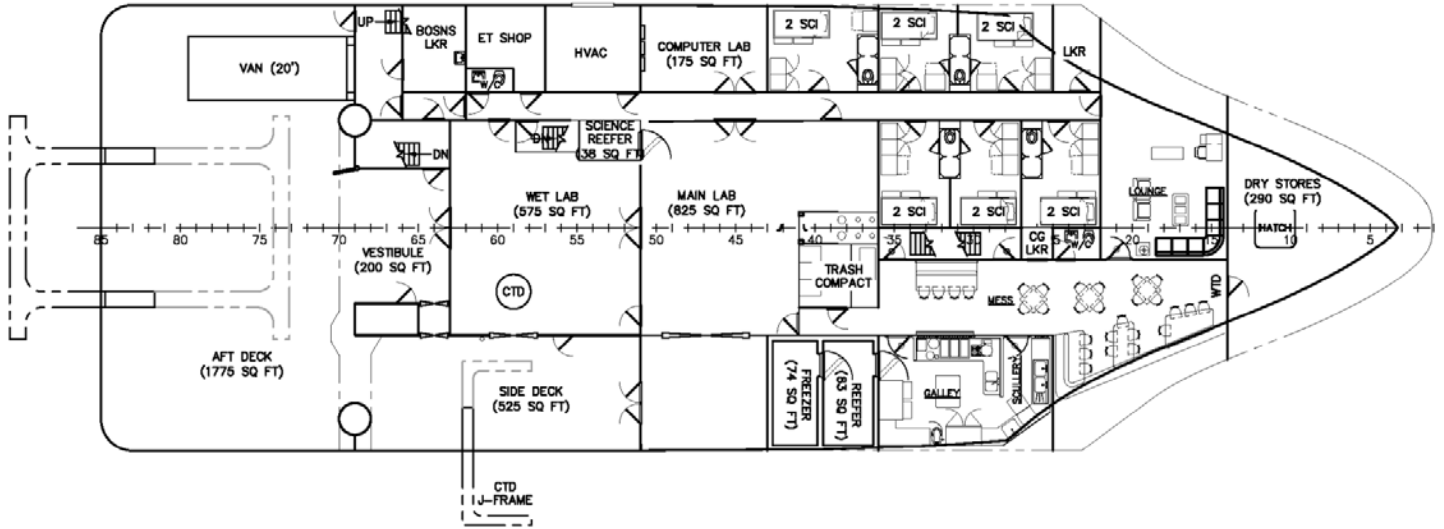 UP
BOSNS
LKR
ET SHOP
HVAC
COMPUTER LAB
(175 SQ FT)
2 SCI
2 SCI
2 SCI
LKR
VAN (20')
W/C
DN
DN
SCIENCE
REEFER
(38 SQ FT)
WET LAB
(575 SQ FT)
MAIN LAB
(825 SQ FT)
2 SCI
2 SCI
2 SCI
LOUNGE
DRY STORES
(290 SQ FT)
HATCH
85 80 75 70 65 60 55 50 45 40 35 30 25 20 15 10 5
VESTIBULE
(200 SQ FT)
CG
LKR
W/C
CTD
TRASH
COMPACT
MESS
WTD
AFT DECK
(1775 SQ FT)
SIDE DECK
(525 SQ FT)
FREEZER
(74 SQ FT)
REEFER
(83 SQ FT)
GALLEY
SCULLERY
CTD
J-FRAME